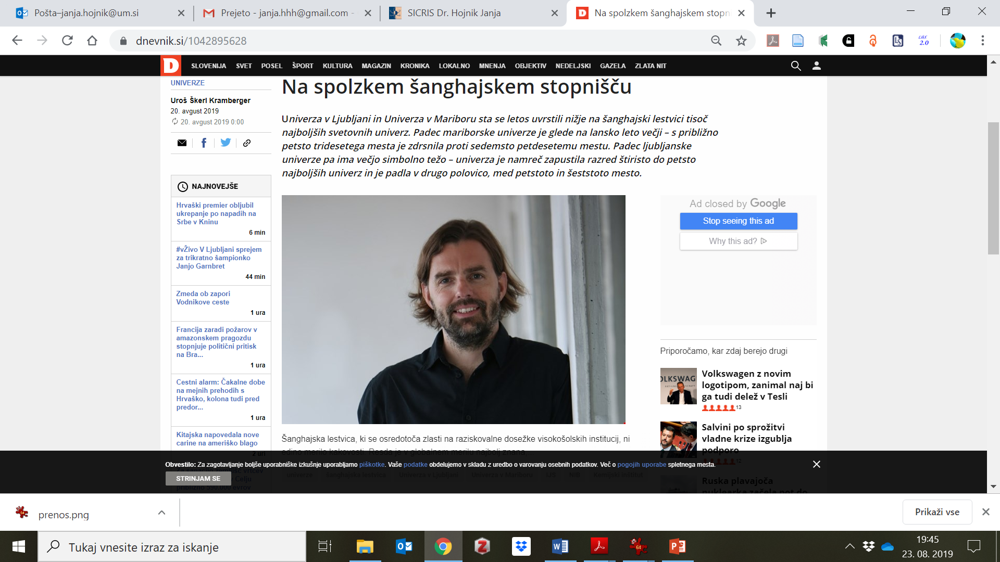 Pošta–janja.hojnik@um.si
Prejeto - janja.hhh@gmail.com -
SICRIS Dr. Hojnik Janja
Na spolzkem šanghajskem stopn
dnevnik.si/1042895628
LibX 2.0
D SLOVENIJA SVET POSEL ŠPORT KULTURA MAGAZIN KRONIKA LOKALNO MNENJA OBJEKTIV NEDELJSKI GAZELA ZLATA NIT
UNIVERZE
Uroš Škerl Kramberger
20. avgust 2019
20. avgust 2019 0:00
Na spolzkem šanghajskem stopnišču
Univerza v Ljubljani in Univerza v Mariboru sta se letos uvrstili nižje na šanghajski lestvici tisoč
najboljših svetovnih univerz. Padec mariborske univerze je glede na lansko leto večji – s približno
petsto tridesetega mesta je zdrsnila proti sedemsto petdesetemu mestu. Padec ljubljanske
univerze pa ima večjo simbolno težo – univerza je namreč zapustila razred štiristo do petsto
najboljših univerz in je padla v drugo polovico, med petstoto in šeststoto mesto.
NAJNOVEJŠE
Hrvaški premier obljubil
ukrepanje po napadih na
Srbe v Kninu
6 min
#vŽivo V Ljubljani sprejem
za trikratno šampionko
Janjo Garnbret
44 min
Zmeda ob zapori
Vodnikove ceste
1 ura
Francija zaradi požarov v
amazonskem pragozdu
stopnjuje politični pritisk
na Bra...
1 ura
Cestni alarm: Čakalne dobe
na mejnih prehodih s
Hrvaško, kolona tudi pred
predor...
1 ura
Kitajska napovedala nove
carine na ameriško blago
2 uri
Celju
približno 590.000 evrov
Šanghajska lestvica, ki se osredotoča zlasti na raziskovalne dosežke visokošolskih institucij, ni
edino merilo kakovosti. Resda je v globalnem merilu najbolj znana,
univerze šanghajska lestvica Univerza v Ljubljani Univerza v Mariboru IJS NIB Kemijski inštitut
Ad closed by Google
Stop seeing this ad
Why this ad?
Priporočamo, kar zdaj berejo drugi
OLKSWAG
Volkswagen z novim
logotipom, zanimal naj bi
ga tudi delež v Tesli
13
Salvini po sprožitvi
vladne krize izgublja
podporo
12
Ruska plavajoča
nuklearka začela pot do
Obvestilo: Za zagotavljanje boljše uporabniške izkušnje uporabljamo piškotke. Vaše podatke obdelujemo v skladu z uredbo o varovanju osebnih podatkov. Več o pogojih uporabe spletnega mesta.
STRINJAM SE
prenos.png
Prikaži vse
Tukaj vnesite izraz za iskanje
64
19:45
23. 08. 2019